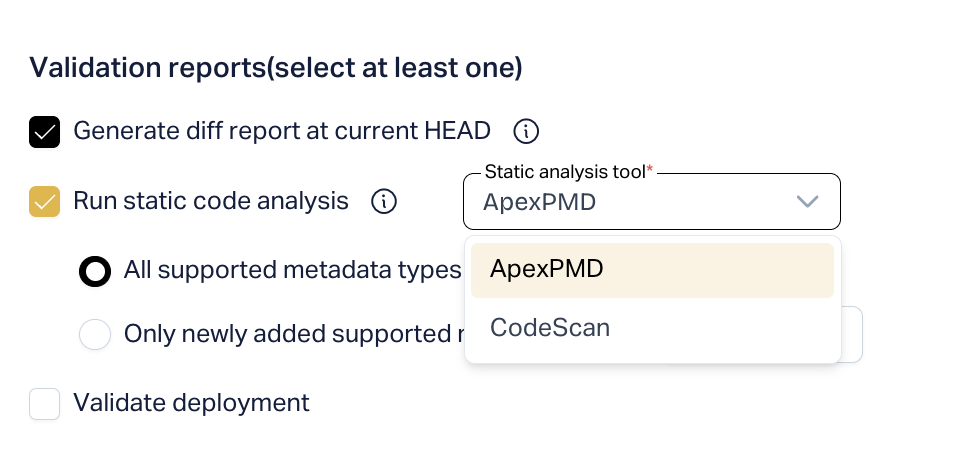 Validation reports(select at least one)
Generate diff report at current HEAD
Run static code analysis
Static analysis tool*
ApexPMD
ApexPMD
CodeScan
All supported metadata types
Only newly added supported
Validate deployment